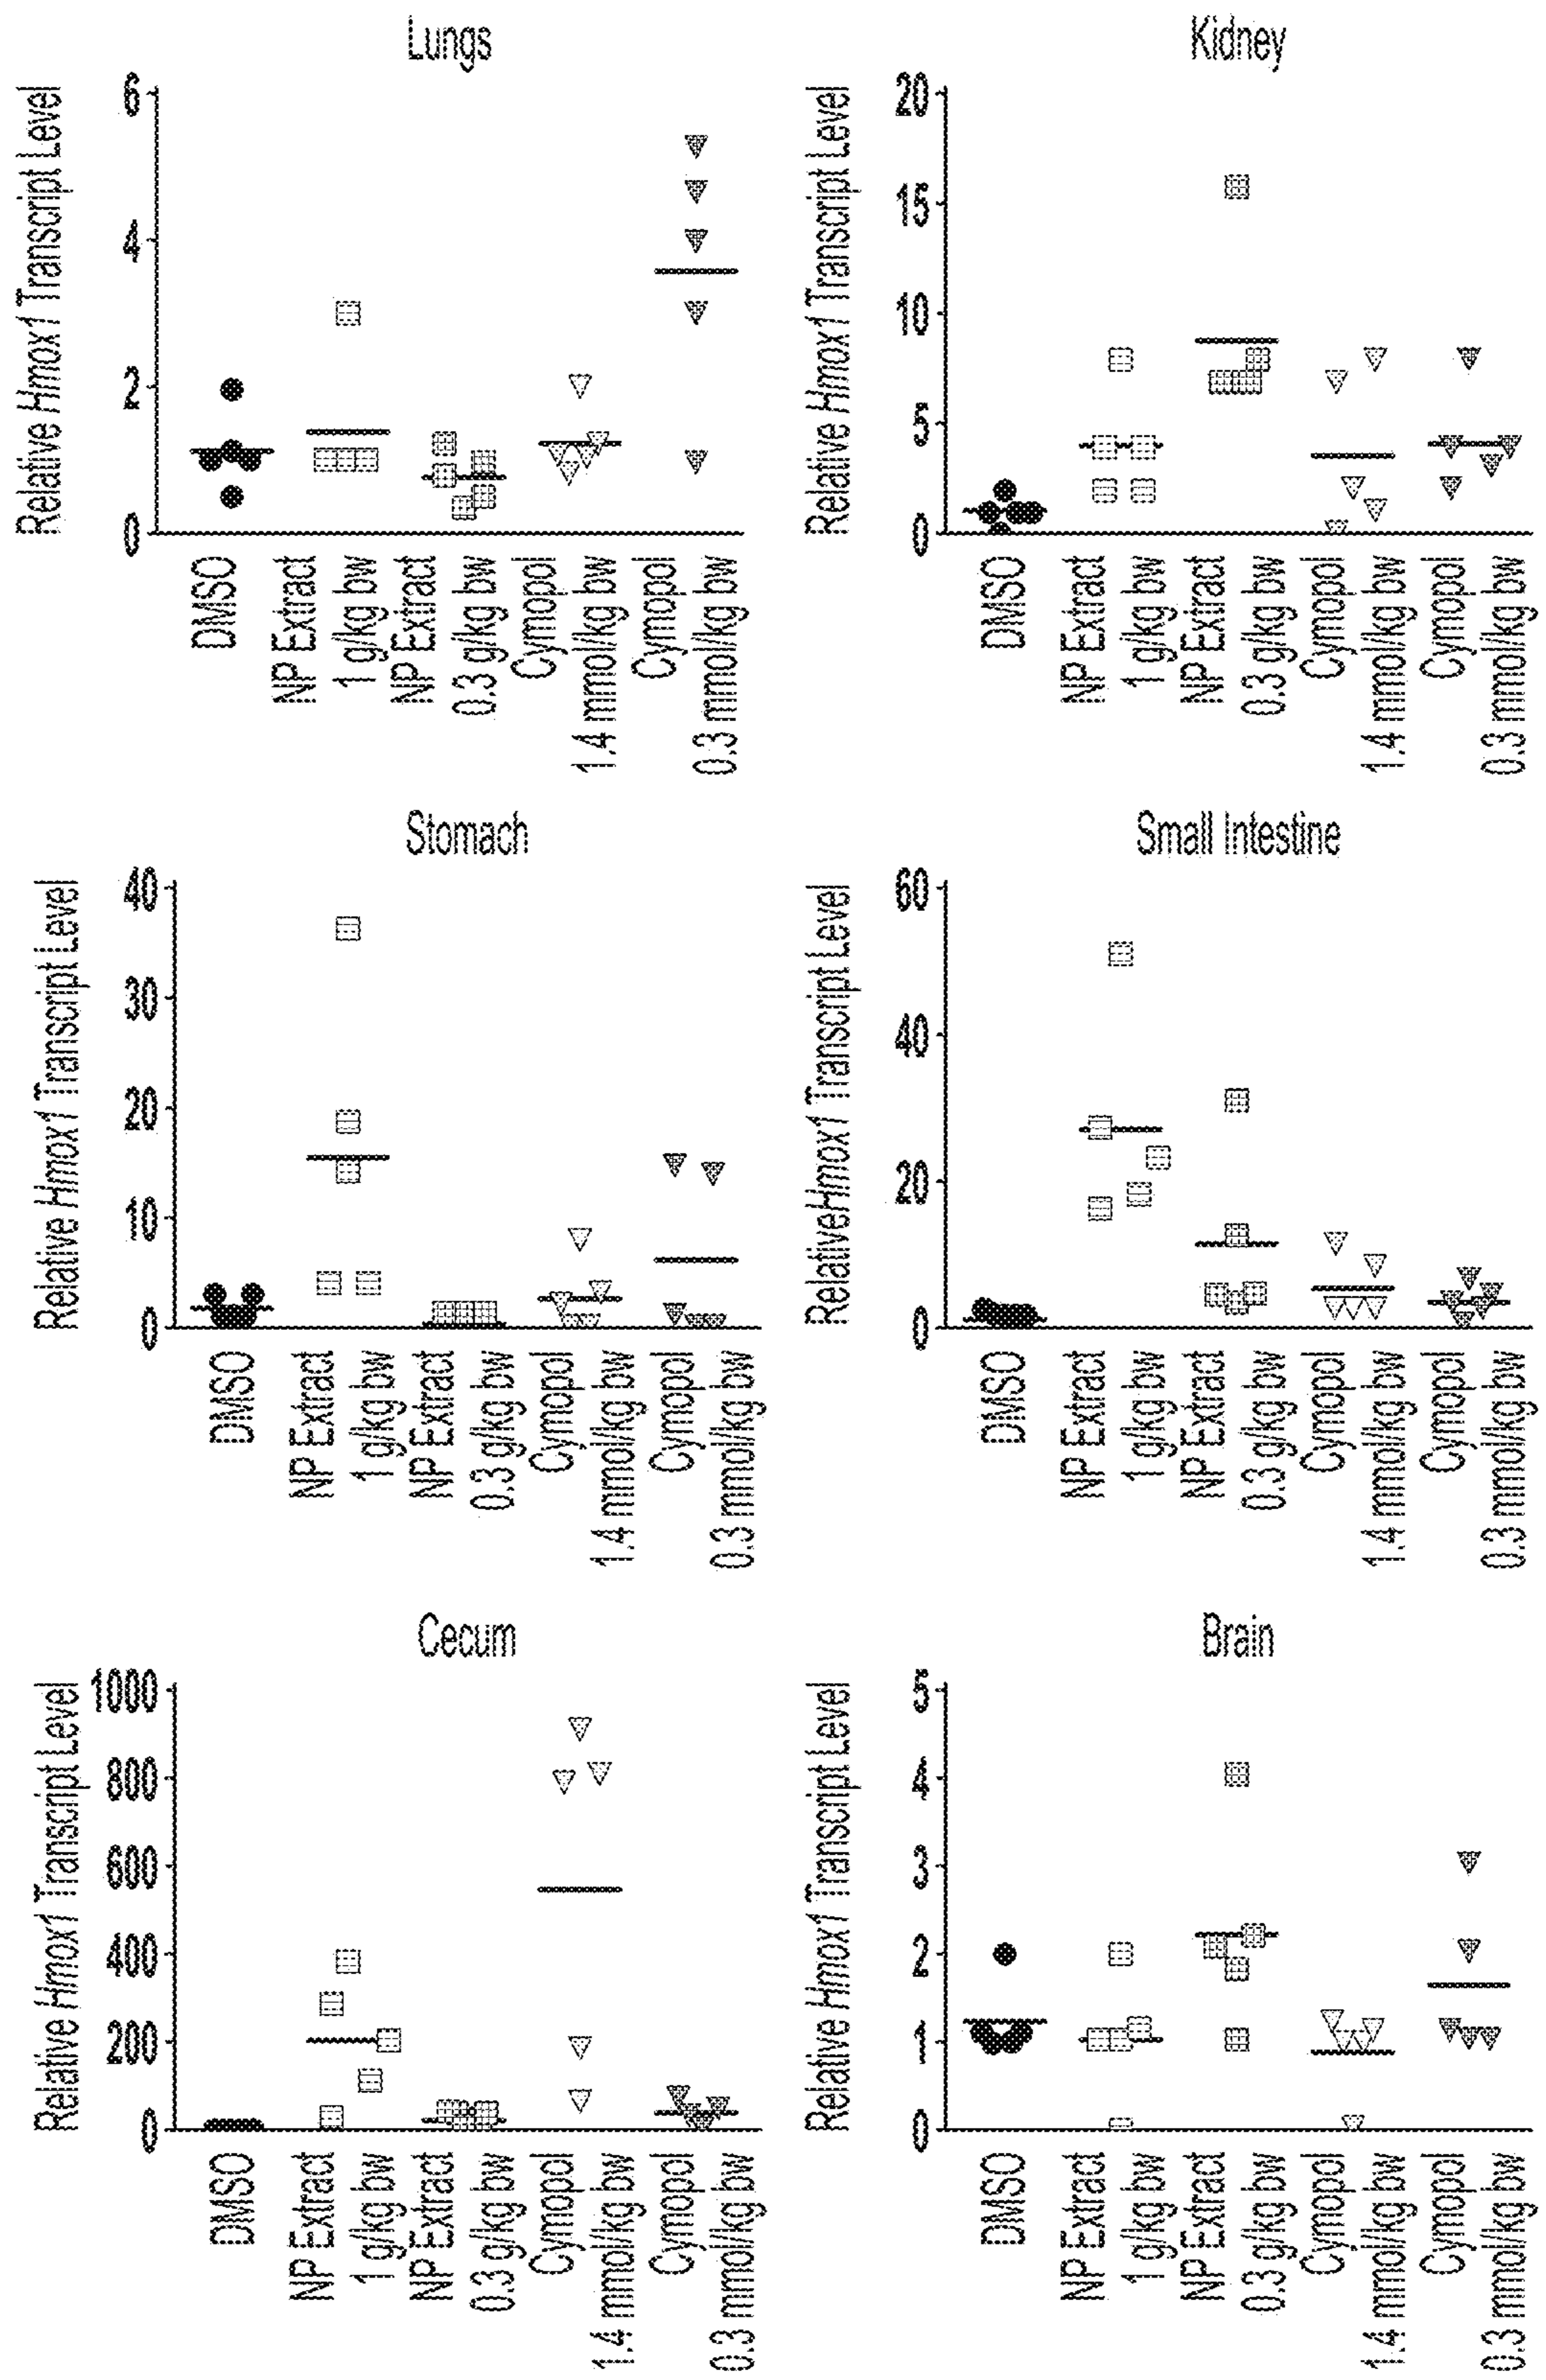 Lungs
Relative Hmox1 Transcript Level
6
4
2
0
DMSO
NP Extract
1 g/kg bw
NP Extract
0.3 g/kg bw
Cymopol
1.4 mmol/kg bw
Cymopol
0.3 mmol/kg bw
Kidney
Relative Hmox1 Transcript Level
20
15
10
5
0
DMSO
NP Extract
1 g/kg bw
NP Extract
0.3 g/kg bw
Cymopol
1.4 mmol/kg bw
Cymopol
0.3 mmol/kg bw
Stomach
Relative Hmox1 Transcript Level
40
30
20
10
0
DMSO
NP Extract
1 g/kg bw
NP Extract
0.3 g/kg bw
Cymopol
1.4 mmol/kg bw
Cymopol
0.3 mmol/kg bw
Small Intestine
RelativeHmox1 Transcript Level
60
40
20
0
DMSO
NP Extract
1 g/kg bw
NP Extract
0.3 g/kg bw
Cymopol
1.4 mmol/kg bw
Cymopol
0.3 mmol/kg bw
Cecum
Relative Hmox1 Transcript Level
1000
800
600
400
200
0
DMSO
NP Extract
1 g/kg bw
NP Extract
0.3 g/kg bw
Cymopol
1.4 mmol/kg bw
Cymopol
0.3 mmol/kg bw
Brain
Relative Hmox1 Transcript Level
5
4
3
2
1
0
DMSO
NP Extract
1 g/kg bw
NP Extract
0.3 g/kg bw
Cymopol
1.4 mmol/kg bw
Cymopol
0.3 mmol/kg bw